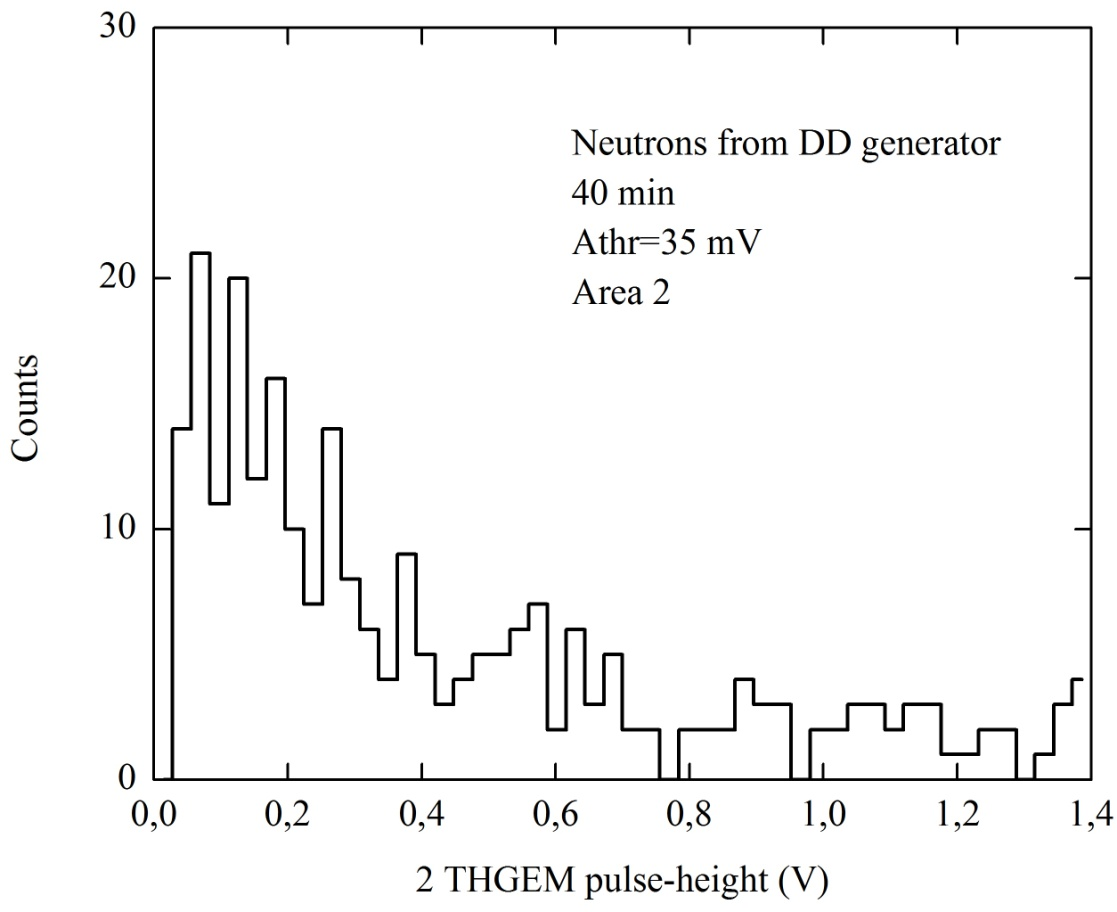 30
20
10
0
Counts
Neutrons from DD generator
40 min
Athr=35 mV
Area 2
0,0 0,2 0,4 0,6 0,8 1,0 1,2 1,4
2 THGEM pulse-height (V)